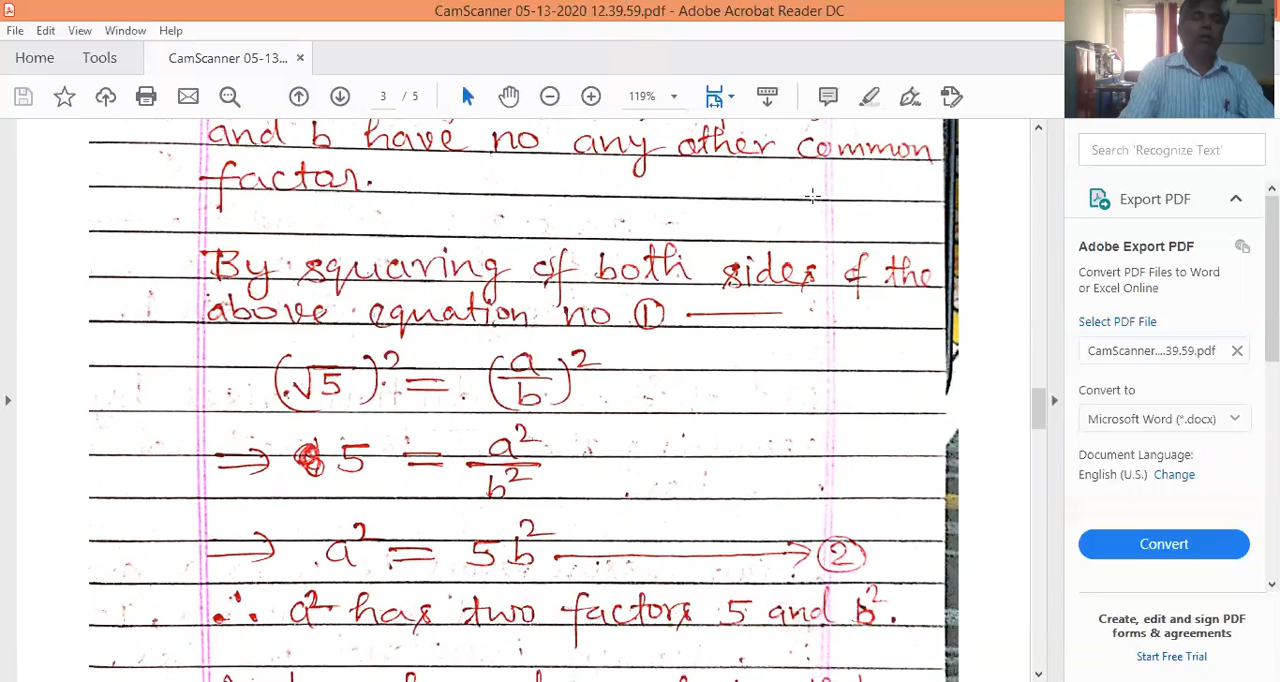 CamScanner 05-13-2020 12.39.59.pdf - Adobe Acrobat Reader DC
File Edit View Window Help
Home Tools CamScanner 05-13... ×
3 / 5 119%
and b have no any other common
factor.
By squaring of both sides of the
above equation no ① ——
(√5)² = (a/b)²
⇒ 5 = a²/b²
⇒ a² = 5b² ——→ ②
∴ a² has two factors 5 and b².
Search 'Recognize Text'
Export PDF
Adobe Export PDF
Convert PDF Files to Word
or Excel Online
Select PDF File
CamScanner....39.59.pdf
Convert to
Microsoft Word (*.docx)
Document Language:
English (U.S.) Change
Convert
Create, edit and sign PDF
forms & agreements
Start Free Trial